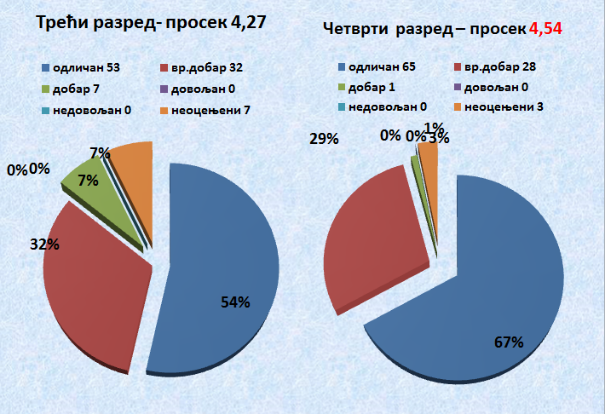 Трећи разред- просек 4,27
одличан 53 вр.добар 32
добар 7 довољан 0
недовољан 0 неоцењени 7
7%
0% 0% 7%
32%
54%
Четврти разред – просек 4,54
одличан 65 вр.добар 28
добар 1 довољан 0
недовољан 0 неоцењени 3
1%
29% 0% 0% 3%
67%